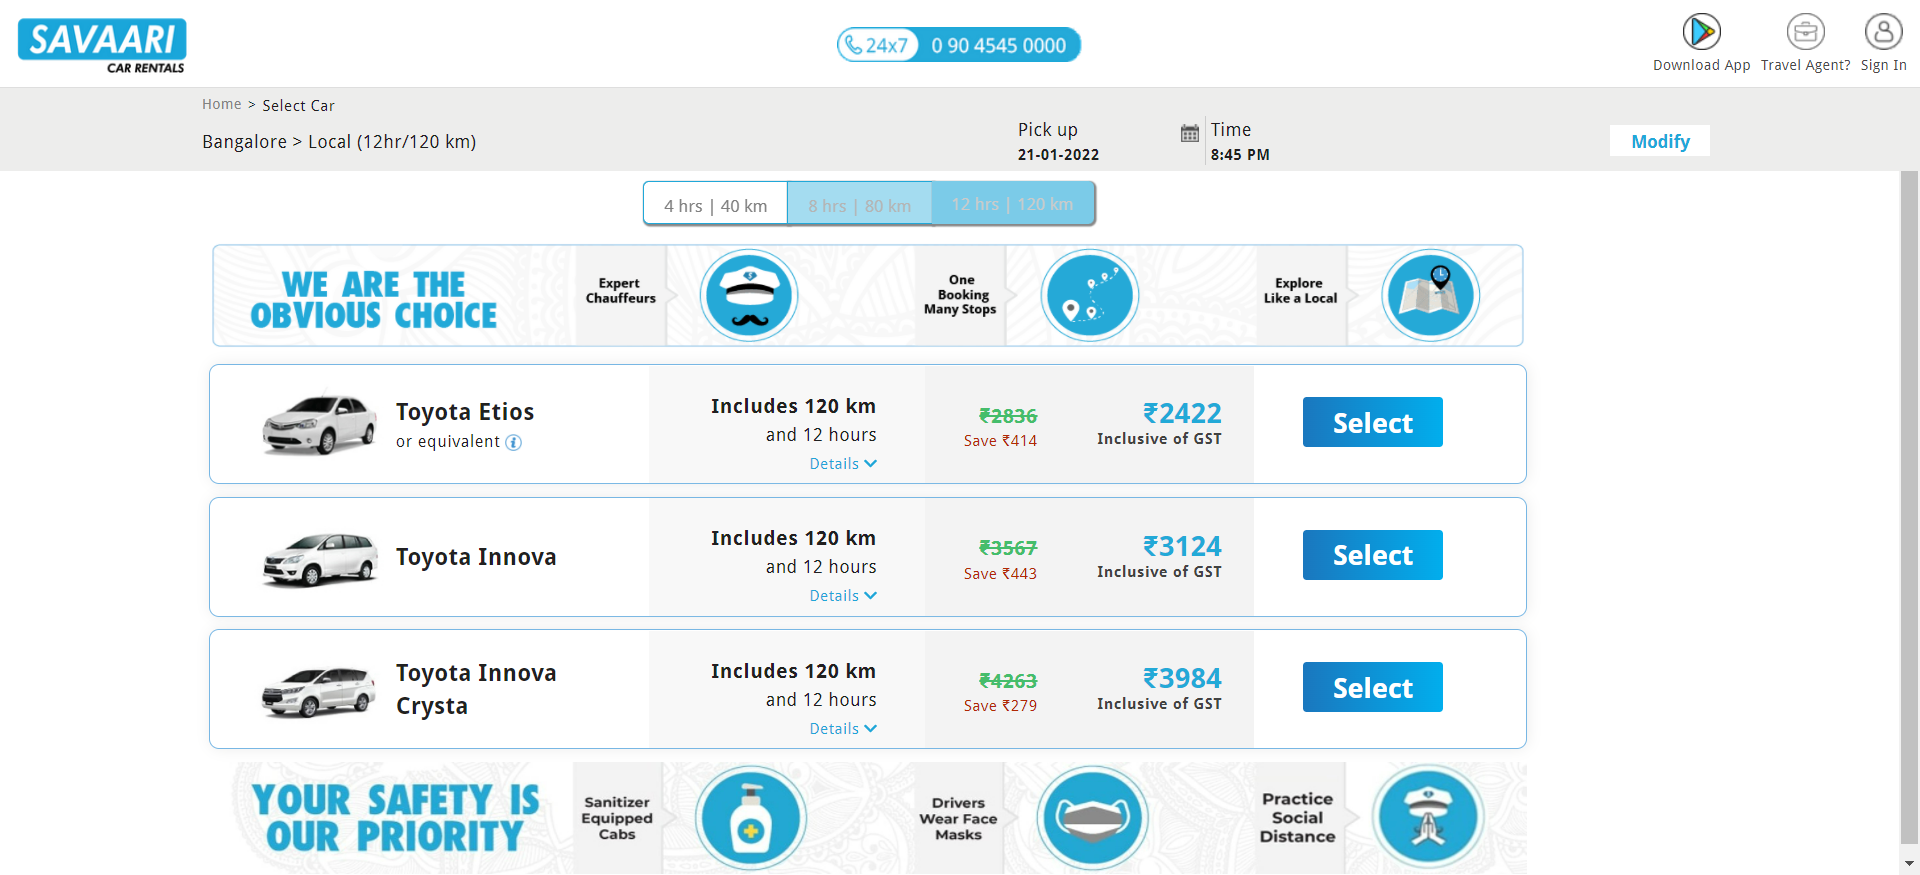 SAVAARI
CAR RENTALS
24x7 0 90 4545 0000
Download App
Travel Agent?
Sign In
Home > Select Car
Bangalore > Local (12hr/120 km)
Pick up
21-01-2022
Time
8:45 PM
Modify
4 hrs | 40 km
8 hrs | 80 km
12 hrs | 120 km
WE ARE THE
OBVIOUS CHOICE
Expert
Chauffeurs
One
Booking
Many Stops
Explore
Like a Local
Toyota Etios
or equivalent
Includes 120 km
and 12 hours
Details
₹2836
Save ₹414
₹2422
Inclusive of GST
Select
Toyota Innova
Includes 120 km
and 12 hours
Details
₹3567
Save ₹443
₹3124
Inclusive of GST
Select
Toyota Innova
Crysta
Includes 120 km
and 12 hours
Details
₹4263
Save ₹279
₹3984
Inclusive of GST
Select
YOUR SAFETY IS
OUR PRIORITY
Sanitizer
Equipped
Cabs
Drivers
Wear Face
Masks
Practice
Social
Distance